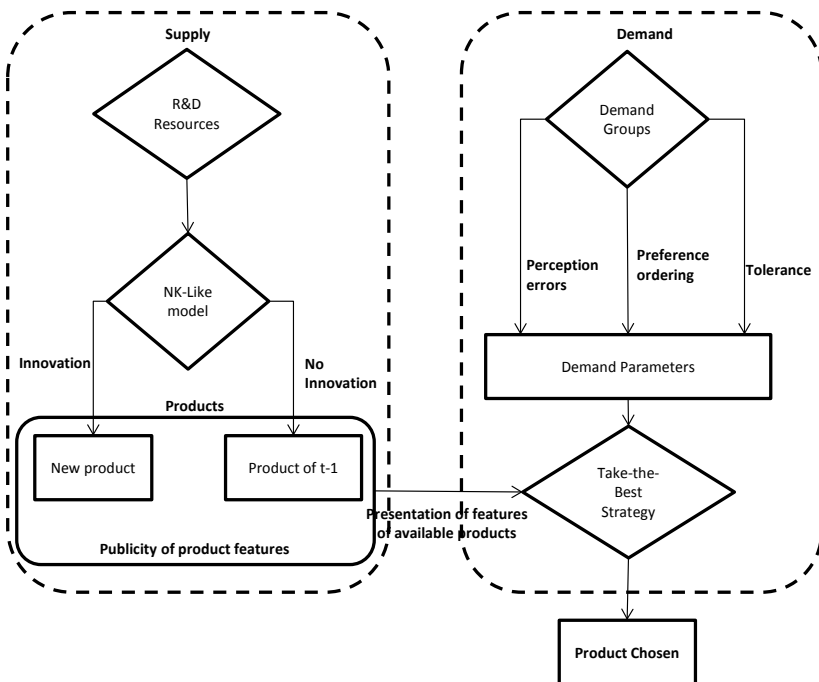 Supply
R&D
Resources
NK-Like
model
Innovation
No
Innovation
Products
New product
Product of t-1
Publicity of product features
Presentation of features
of available products
Demand
Demand
Groups
Perception
errors
Preference
ordering
Tolerance
Demand Parameters
Take-the-
Best
Strategy
Product Chosen